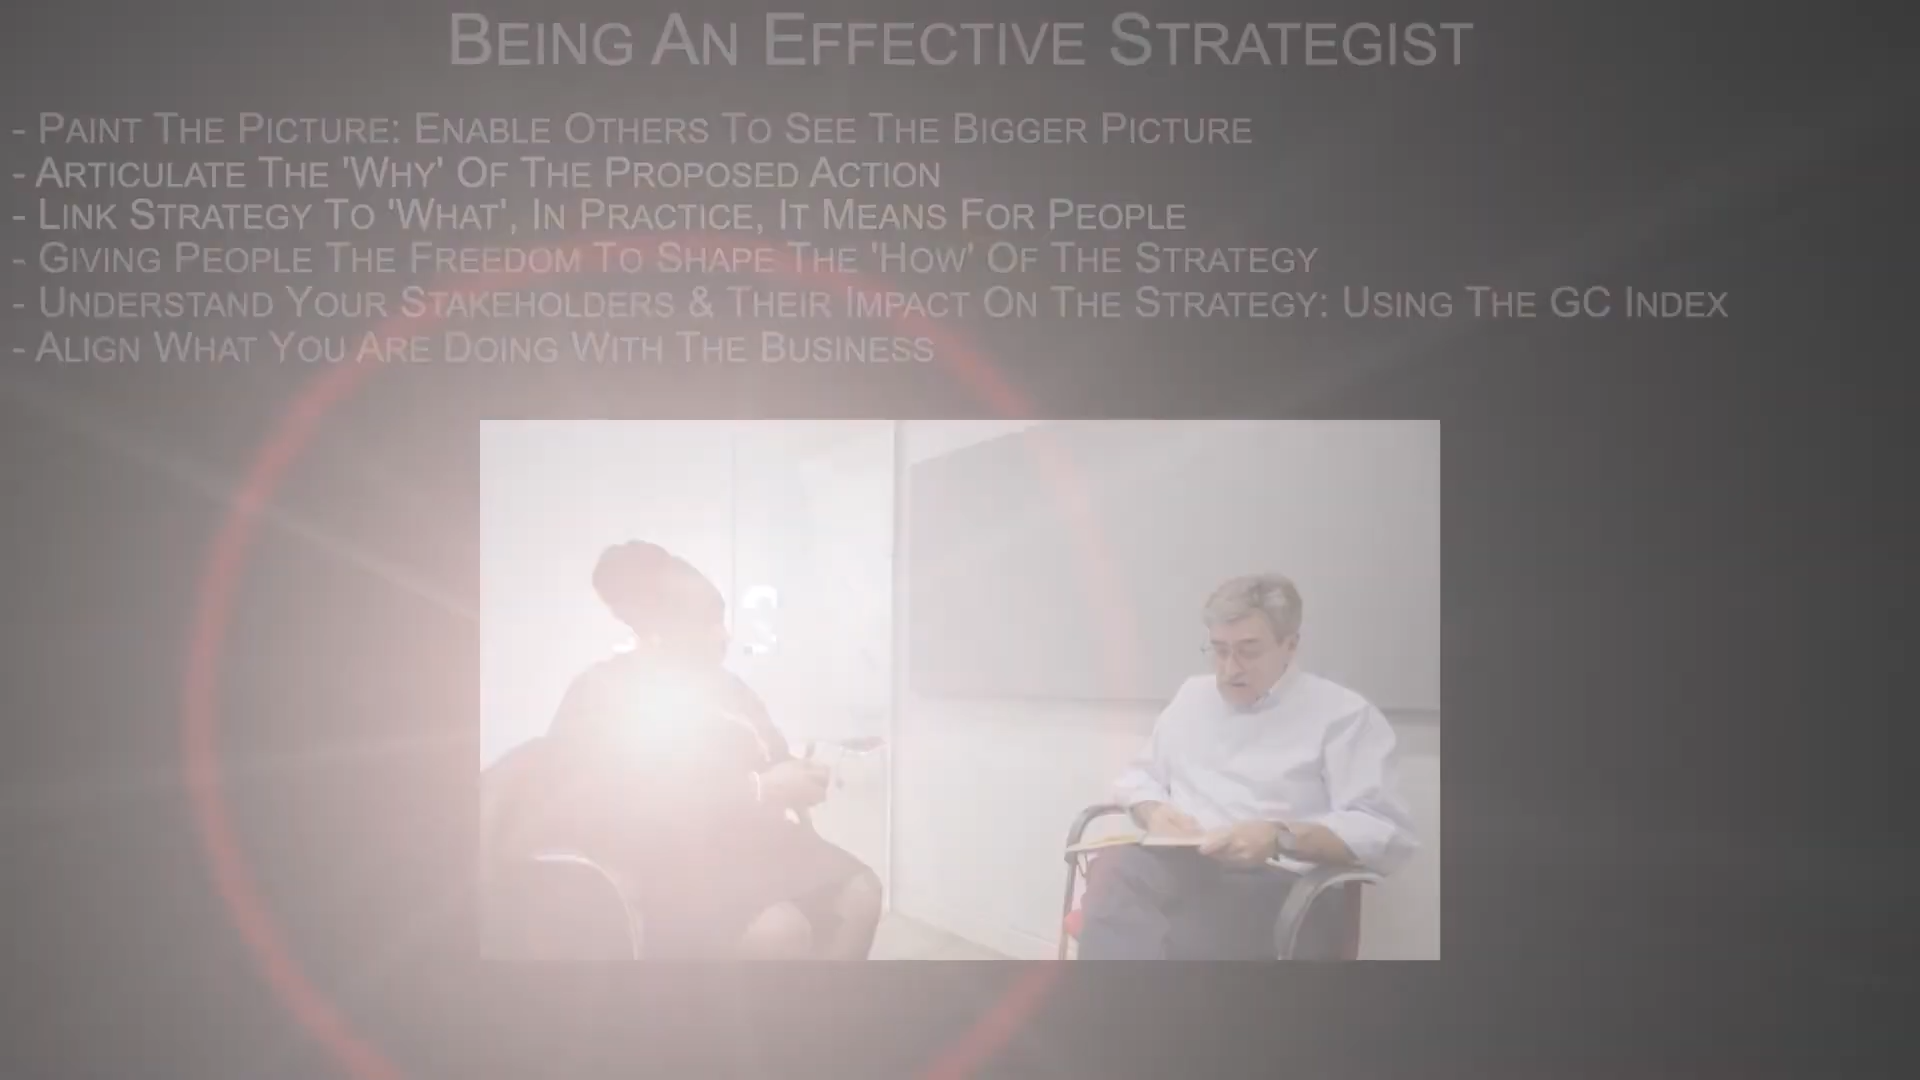 BEING AN EFFECTIVE STRATEGIST
- PAINT THE PICTURE: ENABLE OTHERS TO SEE THE BIGGER PICTURE
- ARTICULATE THE 'WHY' OF THE PROPOSED ACTION
- LINK STRATEGY TO 'WHAT', IN PRACTICE, IT MEANS FOR PEOPLE
- GIVING PEOPLE THE FREEDOM TO SHAPE THE 'HOW' OF THE STRATEGY
- UNDERSTAND YOUR STAKEHOLDERS & THEIR IMPACT ON THE STRATEGY: USING THE GC INDEX
- ALIGN WHAT YOU ARE DOING WITH THE BUSINESS